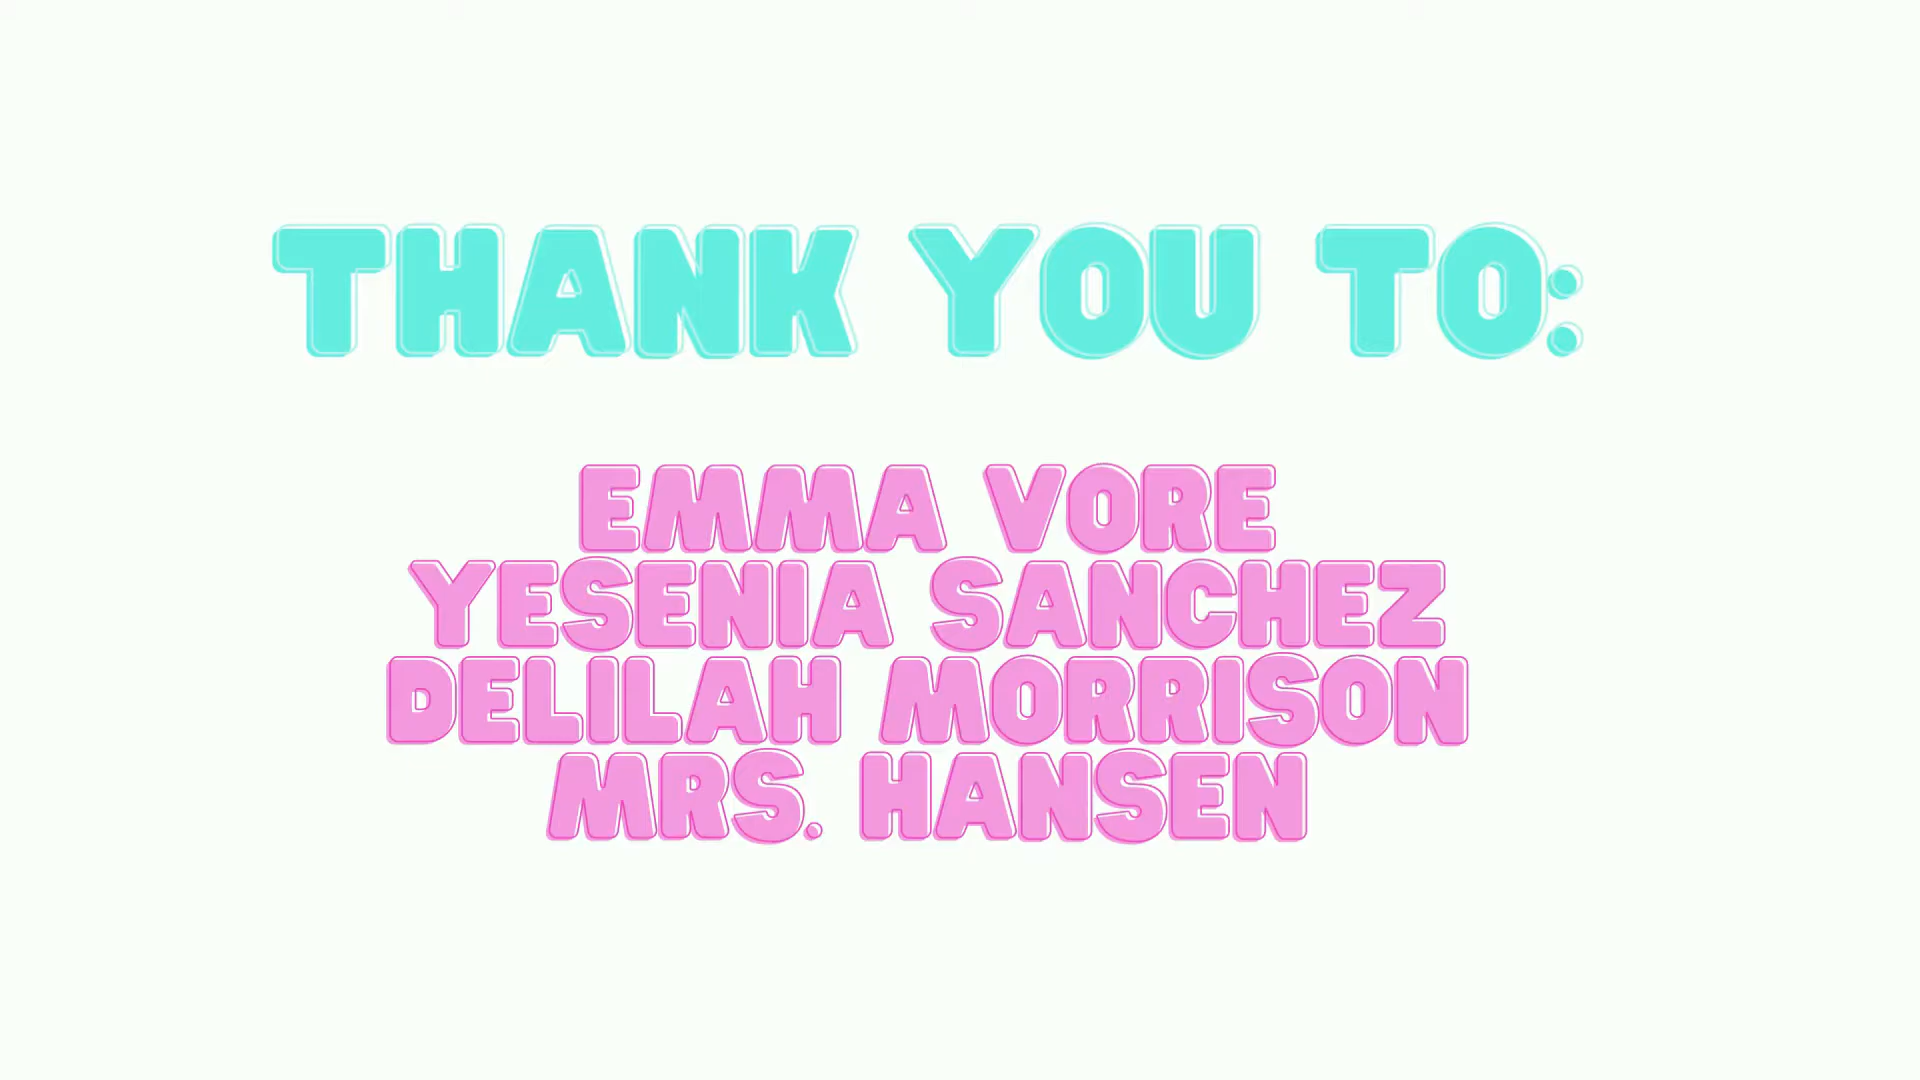 THANK YOU TO:
EMMA VORE
YESENIA SANCHEZ
DELILAH MORRISON
MRS. HANSEN